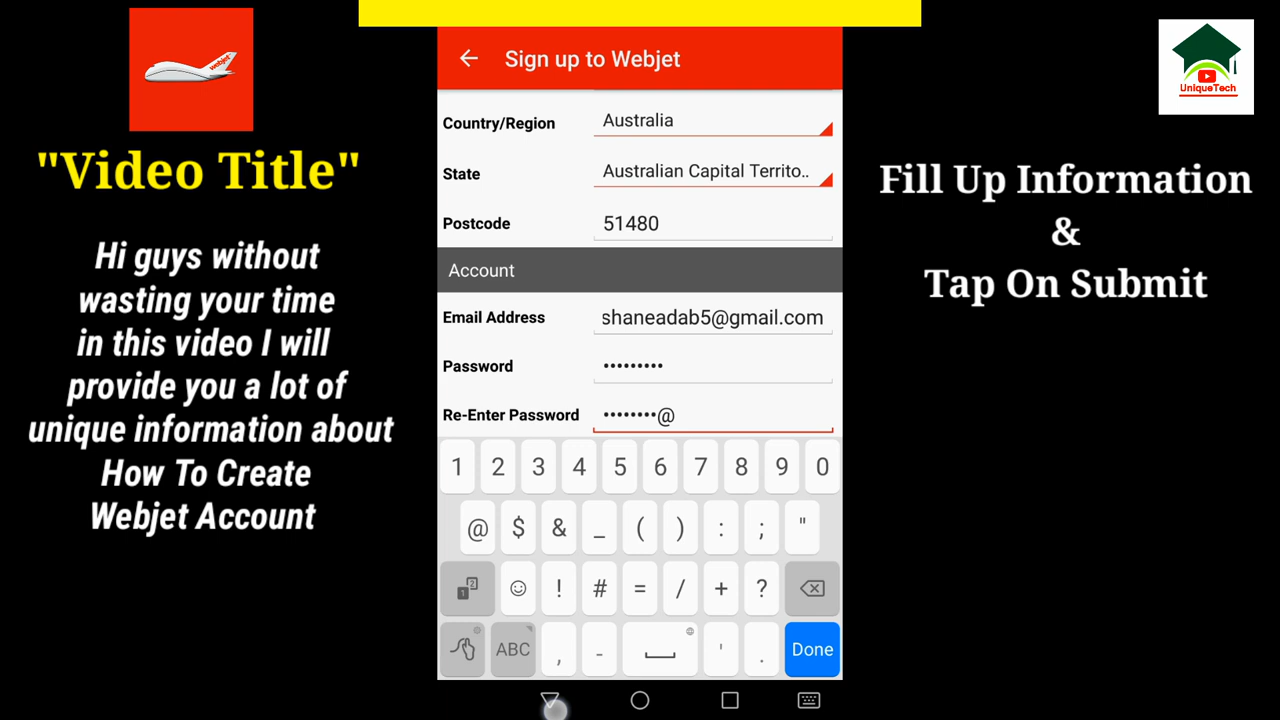 webjet
"Video Title"
Hi guys without
wasting your time
in this video I will
provide you a lot of
unique information about
How To Create
Webjet Account
Sign up to Webjet
Country/Region Australia
State Australian Capital Territo..
Postcode 51480
Account
Email Address shaneadab5@gmail.com
Password •••••••••
Re-Enter Password ••••••••@
1 2 3 4 5 6 7 8 9 0
@ $ & _ ( ) : ; "
! # = / + ?
ABC , - ' . Done
UniqueTech
Fill Up Information
&
Tap On Submit